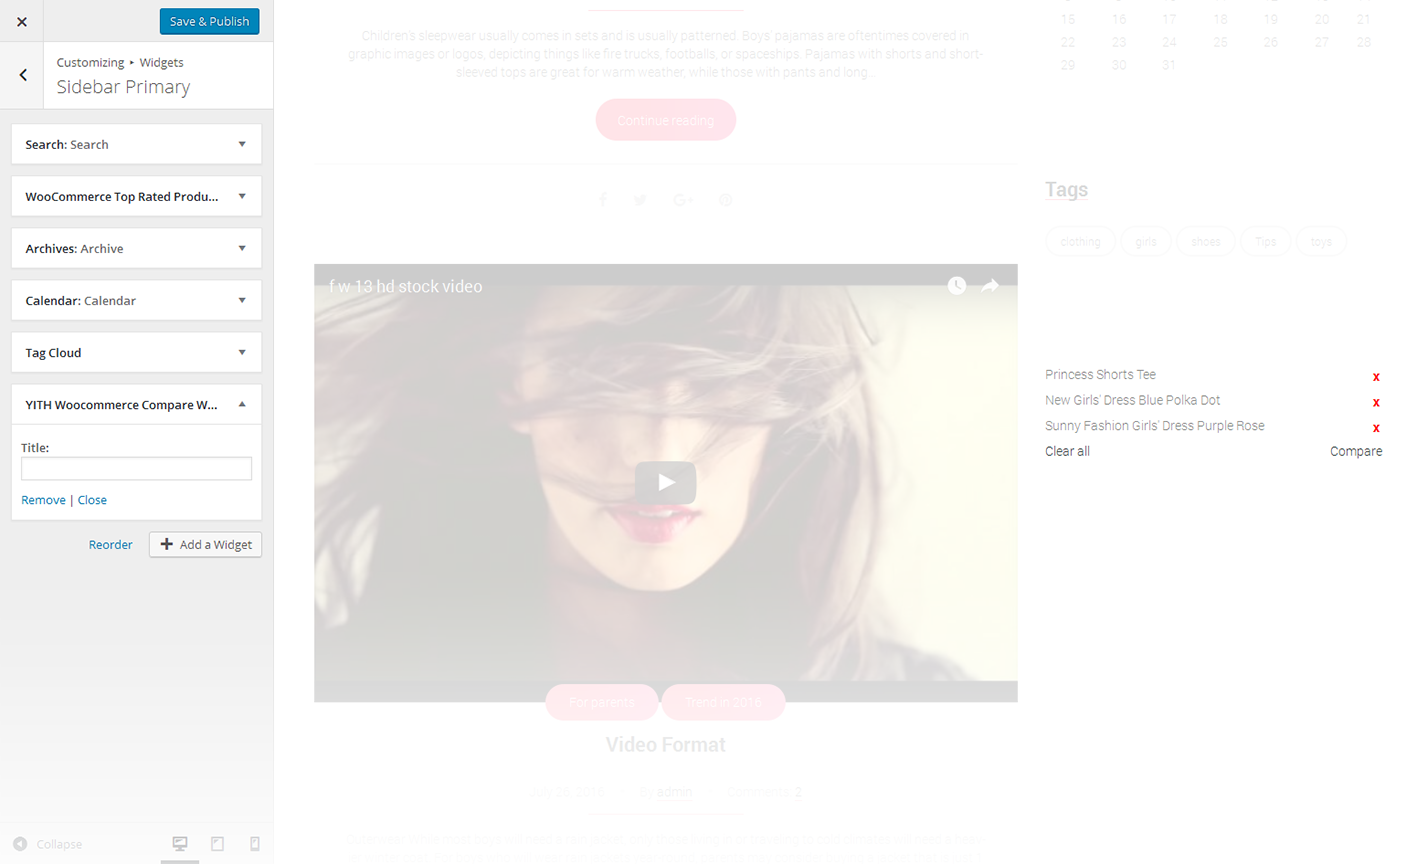 Save & Publish
Customizing ▸ Widgets
Sidebar Primary
Search: Search
WooCommerce Top Rated Produ...
Archives: Archive
Calendar: Calendar
Tag Cloud
YITH Woocommerce Compare W...
Title:
Remove | Close
Reorder
Add a Widget
Collapse
Children's sleepwear usually comes in sets and is usually patterned. Boys' pajamas are oftentimes covered in
graphic images or logos, depicting things like fire trucks, footballs, or spaceships. Pajamas with shorts and short-
sleeved tops are great for warm weather, while those with pants and long...
Continue reading
f w 13 hd stock video
For parents
Trend in 2016
Video Format
By admin
Comments: 2
15 16 17 18 19 20 21
22 23 24 25 26 27 28
29 30 31
Tags
clothing
girls
shoes
Tips
toys
Princess Shorts Tee x
New Girls' Dress Blue Polka Dot x
Sunny Fashion Girls' Dress Purple Rose x
Clear all
Compare